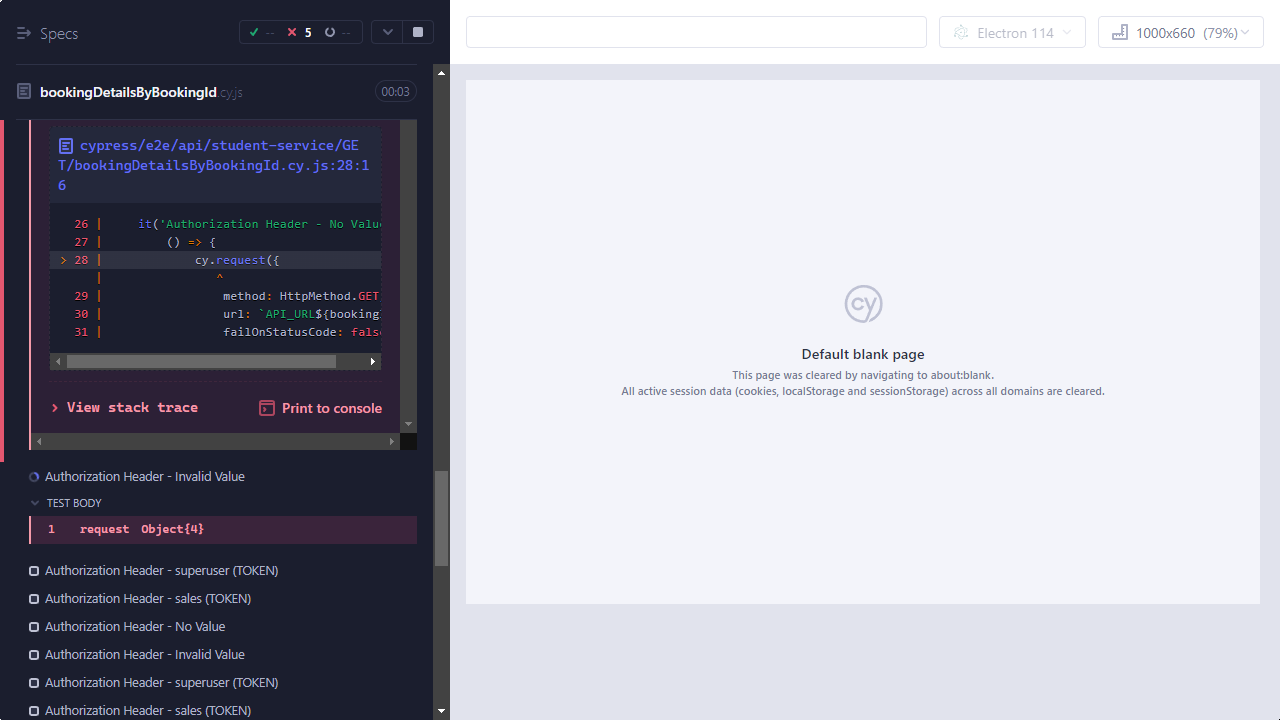 Specs
-- 5 --
Electron 114
1000x660 (79%)
bookingDetailsByBookingId.cy.js
00:03
cypress/e2e/api/student-service/GE
T/bookingDetailsByBookingId.cy.js:28:1
6
26 | it('Authorization Header - No Value
27 | () => {
> 28 | cy.request({
| ^
29 | method: HttpMethod.GET
30 | url: `API_URL${booking
31 | failOnStatusCode: false
View stack trace
Print to console
Authorization Header - Invalid Value
TEST BODY
1 request Object{4}
Authorization Header - superuser (TOKEN)
Authorization Header - sales (TOKEN)
Authorization Header - No Value
Authorization Header - Invalid Value
Authorization Header - superuser (TOKEN)
Authorization Header - sales (TOKEN)
cy
Default blank page
This page was cleared by navigating to about:blank.
All active session data (cookies, localStorage and sessionStorage) across all domains are cleared.